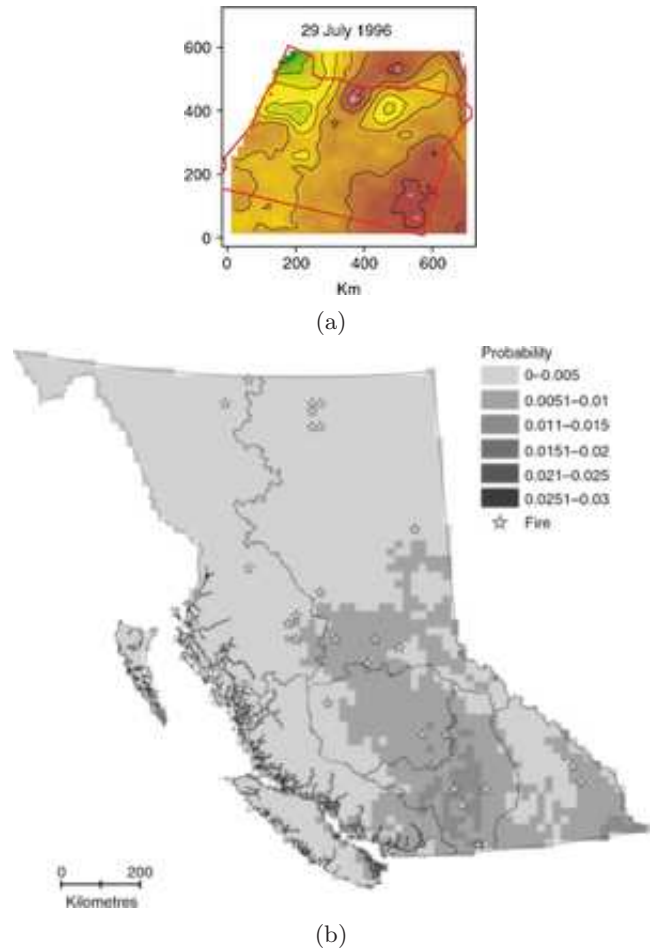 29 July 1996
600
400
200
0
0 200 400 600
Km
(a)
Probability
0–0.005
0.0051–0.01
0.011–0.015
0.0151–0.02
0.021–0.025
0.0251–0.03
Fire
0 200
Kilometres
(b)